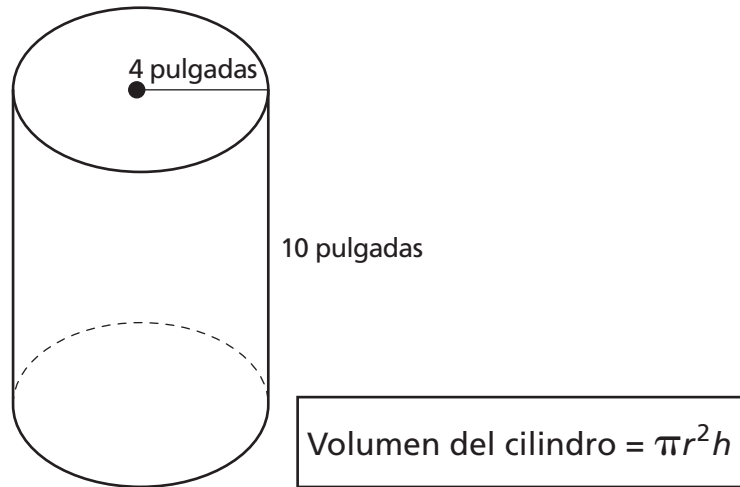 4 pulgadas
10 pulgadas
Volumen del cilindro = πr²h